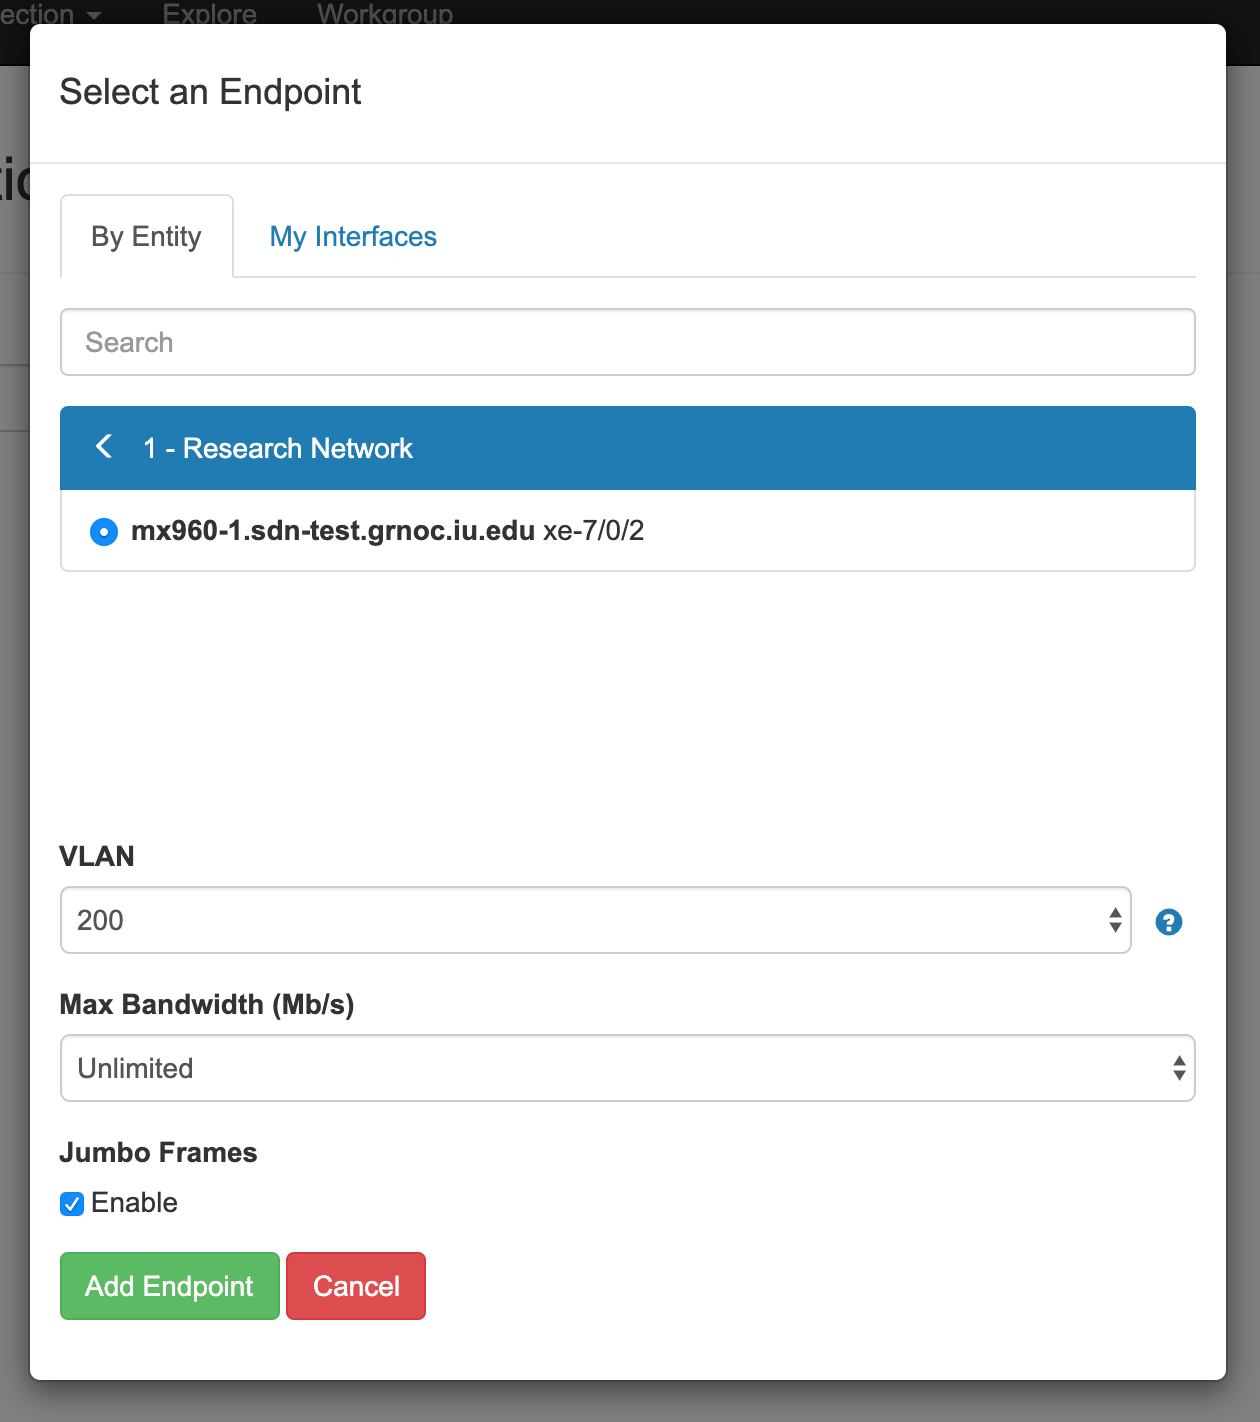 ection Explore Workgroup
Select an Endpoint
tic
By Entity My Interfaces
Search
1 - Research Network
mx960-1.sdn-test.grnoc.iu.edu xe-7/0/2
VLAN
200
?
Max Bandwidth (Mb/s)
Unlimited
Jumbo Frames
Enable
Add Endpoint Cancel